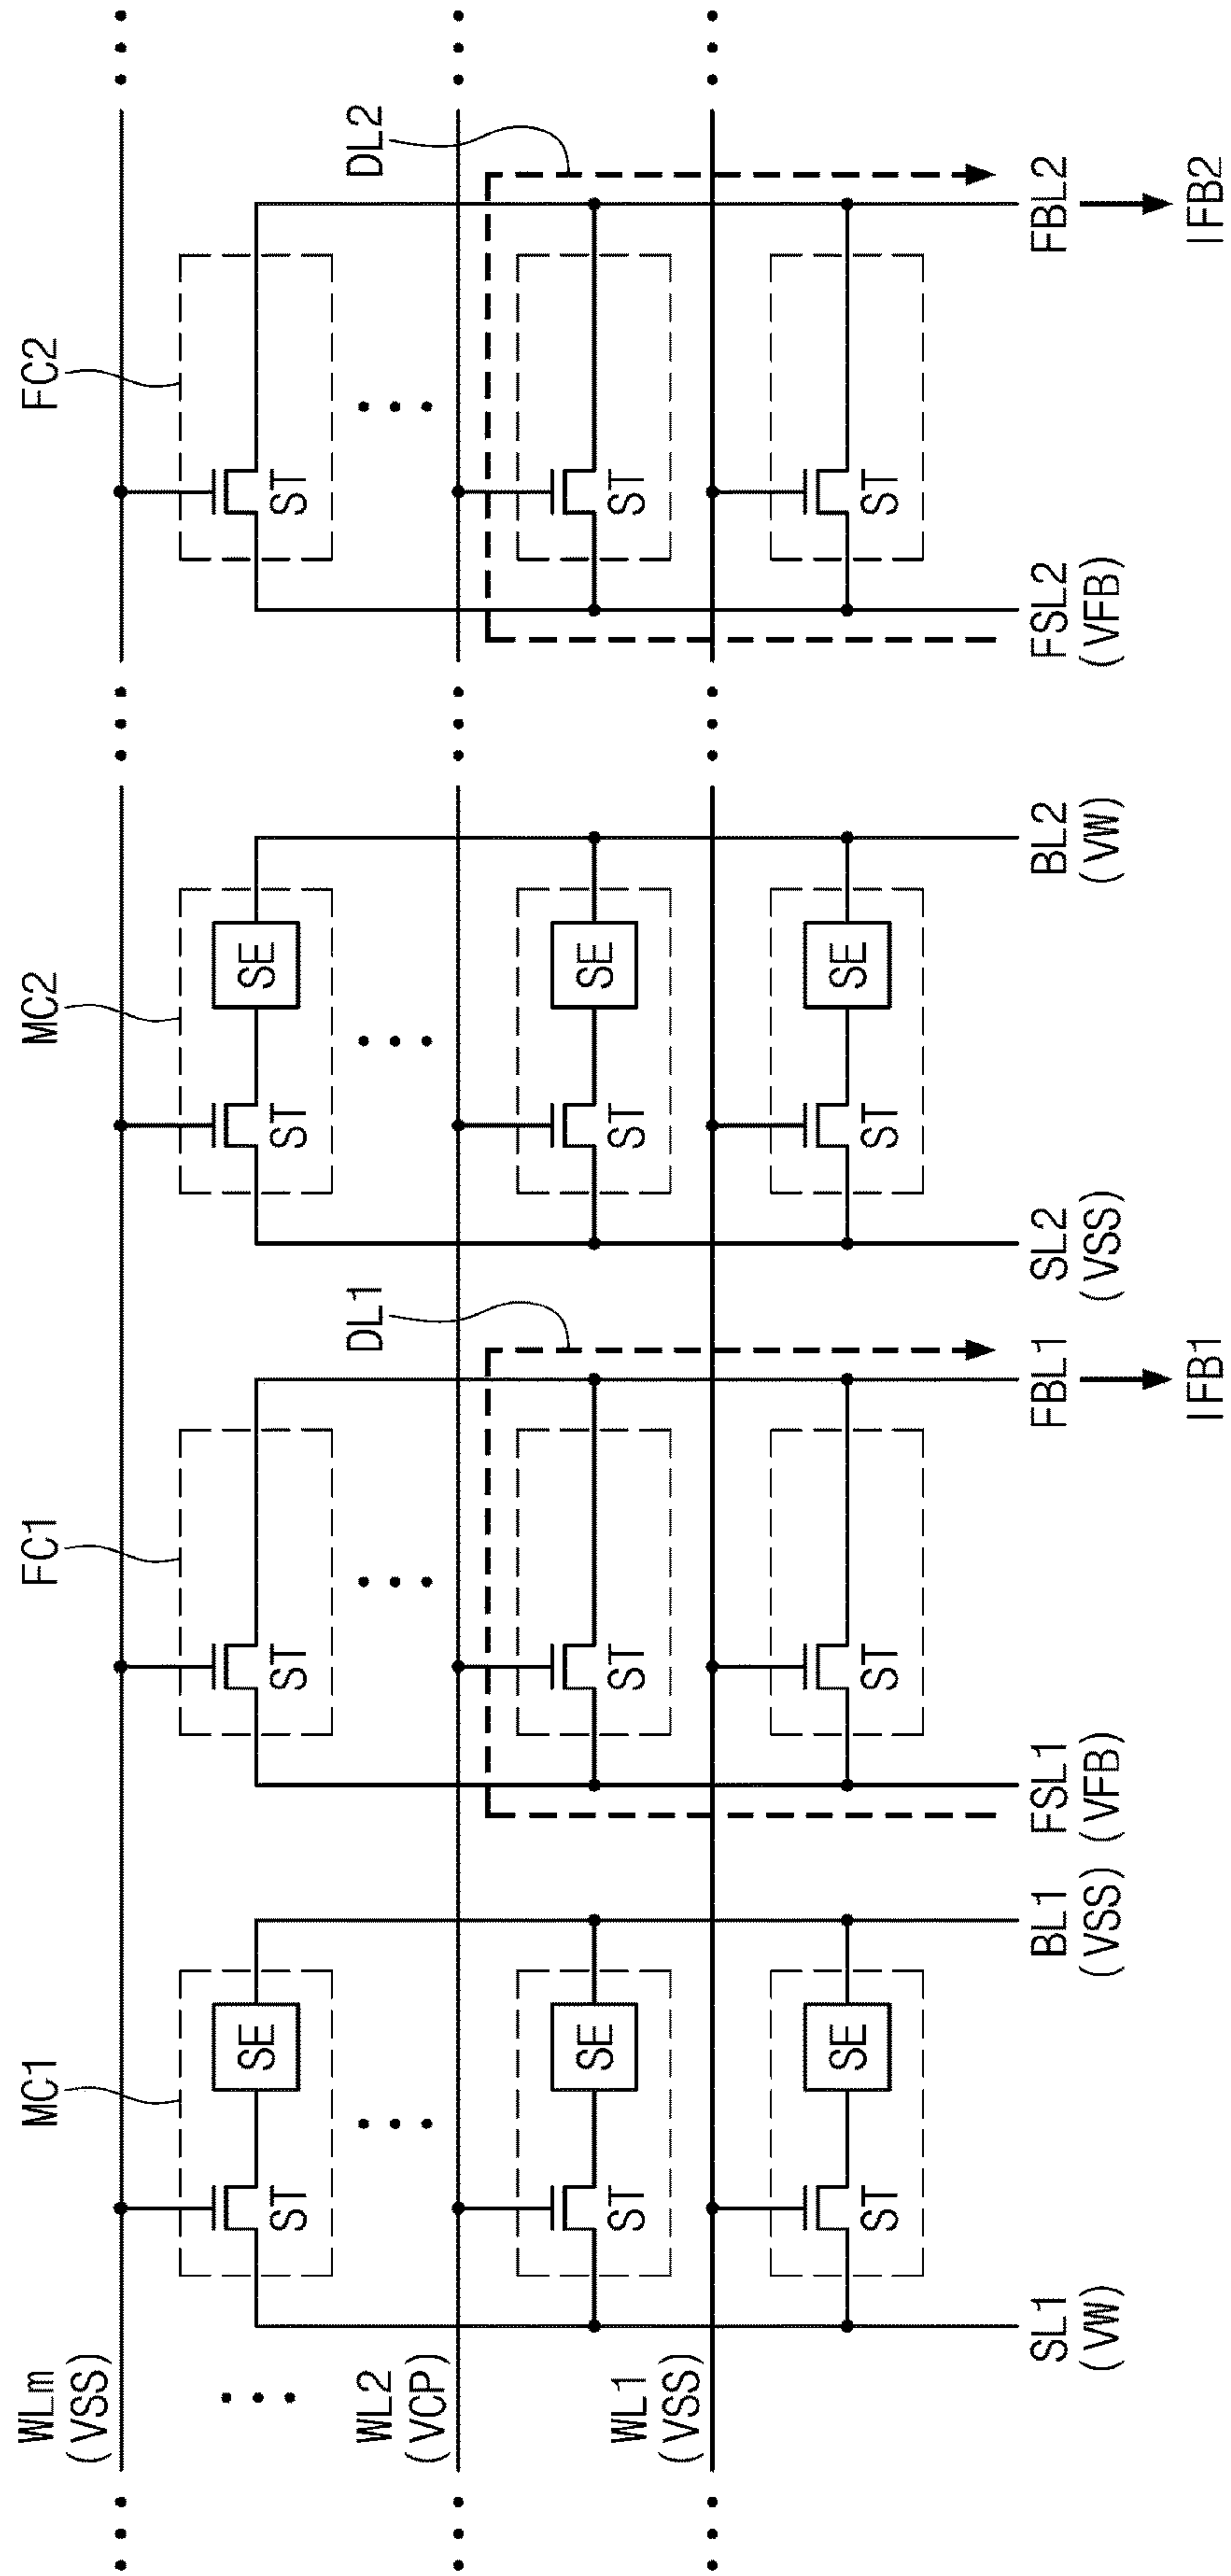 WLm MC1 FC1 MC2 FC2
(VSS)
SE SE
ST ST ST ST
WL2 DL1 DL2
(VCP)
SE SE
ST ST ST ST
WL1
(VSS)
SE SE
ST ST ST ST
SL1 BL1 FSL1 FBL1 SL2 BL2 FSL2 FBL2
(VW) (VSS) (VFB) (VSS) (VW) (VFB)
IFB1 IFB2